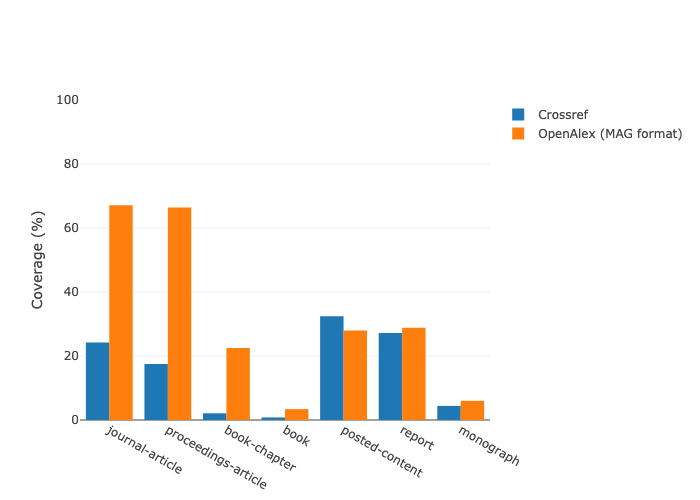 100
80
60
40
20
0
Coverage (%)
journal-article
proceedings-article
book-chapter
book
posted-content
report
monograph
Crossref
OpenAlex (MAG format)